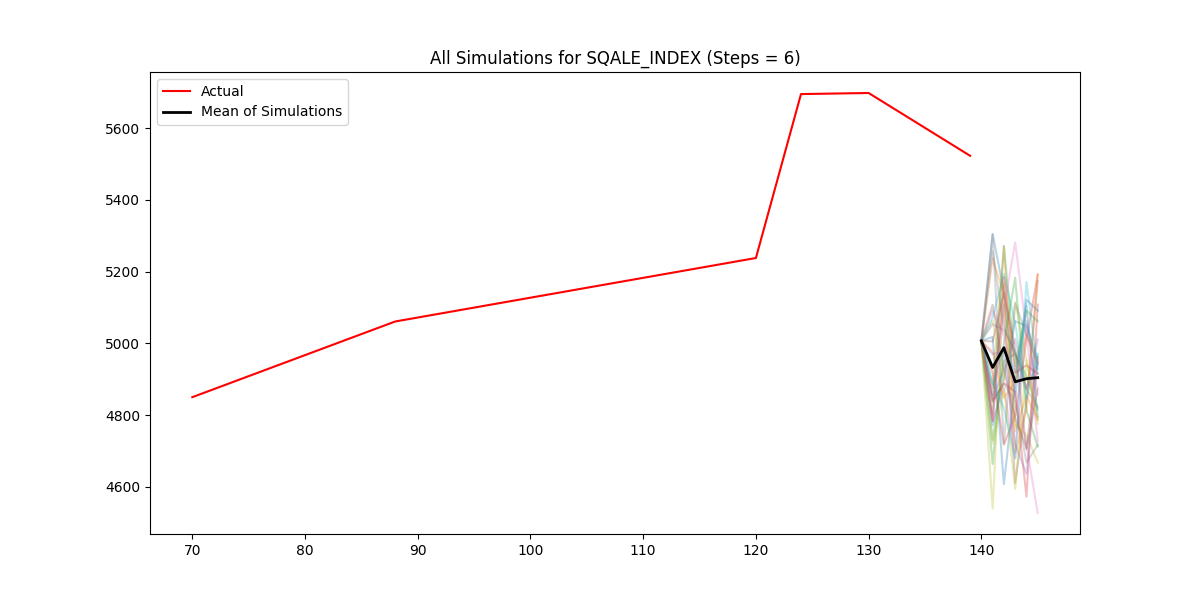 All Simulations for SQALE_INDEX (Steps = 6)
Actual
Mean of Simulations
5600
5400
5200
5000
4800
4600
70 80 90 100 110 120 130 140